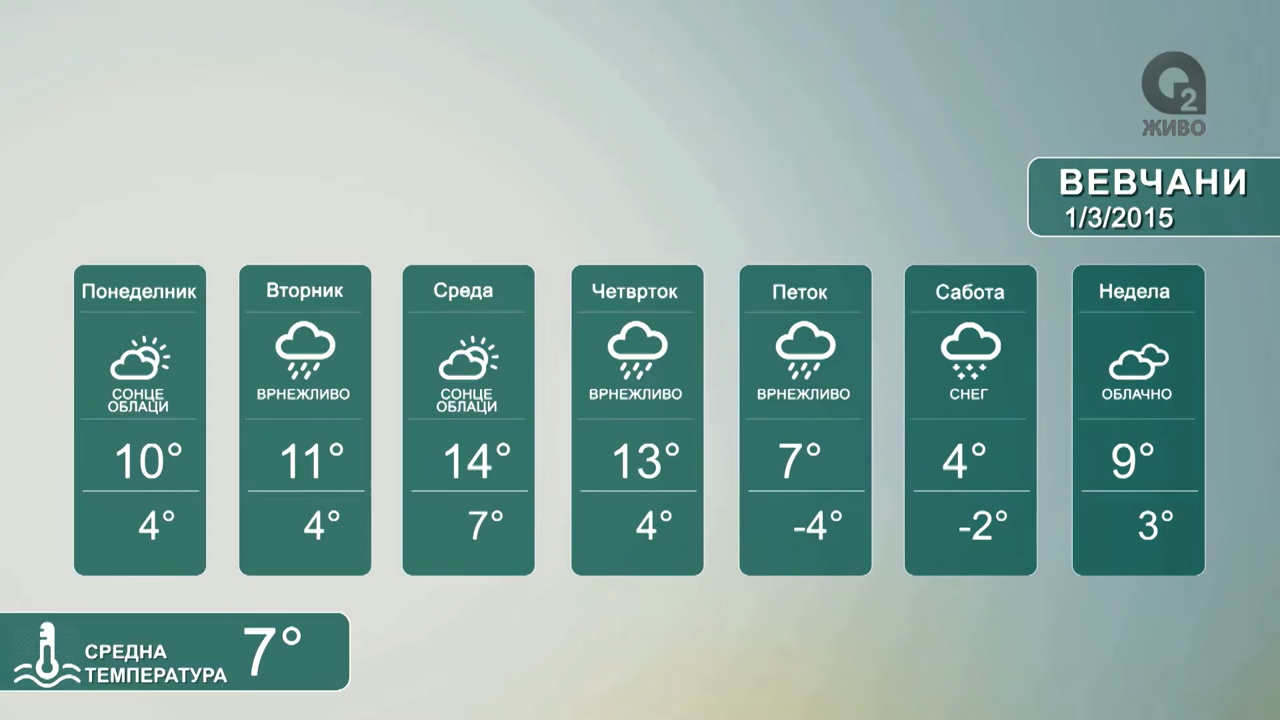 2
ЖИВО
ВЕВЧАНИ
1/3/2015
Понеделник
СОНЦЕ
ОБЛАЦИ
10°
4°
Вторник
ВРНЕЖЛИВО
11°
4°
Среда
СОНЦЕ
ОБЛАЦИ
14°
7°
Четврток
ВРНЕЖЛИВО
13°
4°
Петок
ВРНЕЖЛИВО
7°
-4°
Сабота
СНЕГ
4°
-2°
Недела
ОБЛАЧНО
9°
3°
СРЕДНА
ТЕМПЕРАТУРА
7°